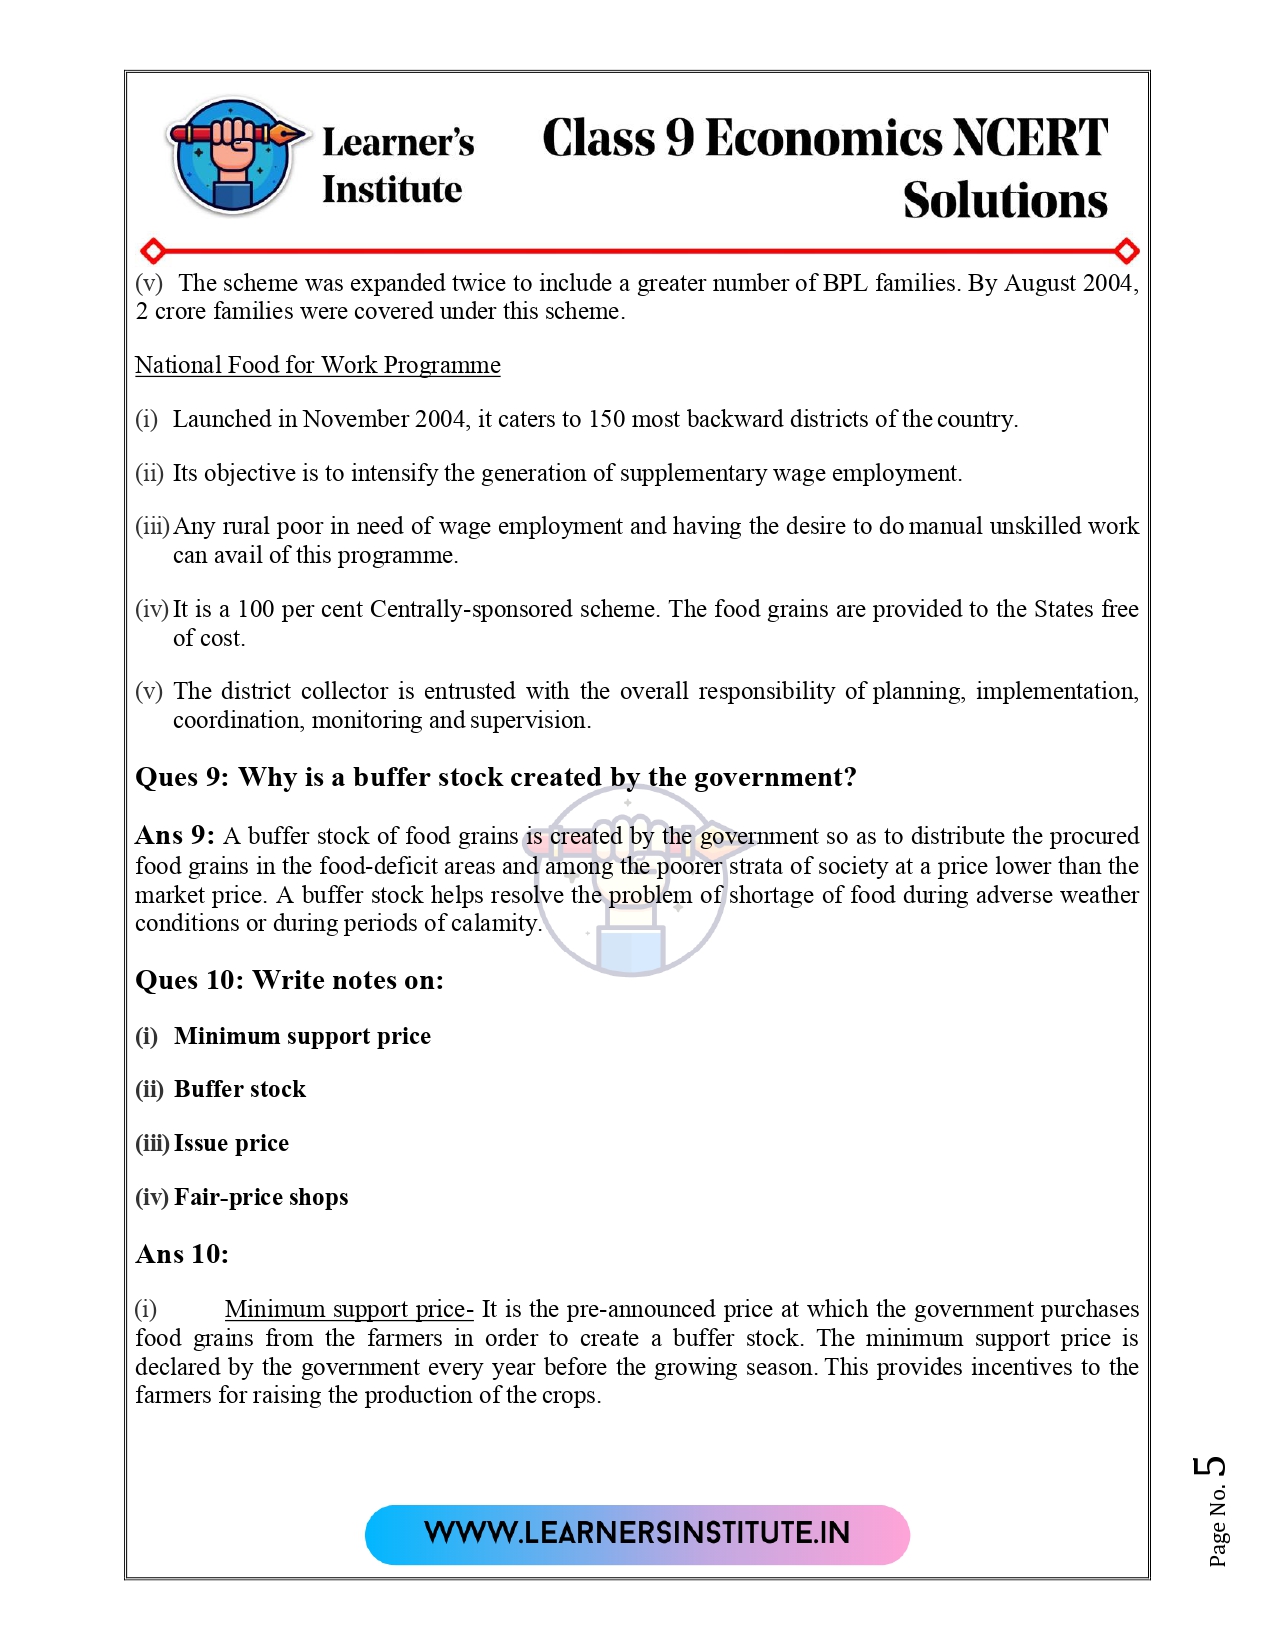 Learner's
Institute
Class 9 Economics NCERT
Solutions
(v) The scheme was expanded twice to include a greater number of BPL families. By August 2004,
2 crore families were covered under this scheme.
National Food for Work Programme
(i) Launched in November 2004, it caters to 150 most backward districts of the country.
(ii) Its objective is to intensify the generation of supplementary wage employment.
(iii) Any rural poor in need of wage employment and having the desire to do manual unskilled work
can avail of this programme.
(iv) It is a 100 per cent Centrally-sponsored scheme. The food grains are provided to the States free
of cost.
(v) The district collector is entrusted with the overall responsibility of planning, implementation,
coordination, monitoring and supervision.
Ques 9: Why is a buffer stock created by the government?
Ans 9: A buffer stock of food grains is created by the government so as to distribute the procured
food grains in the food-deficit areas and among the poorer strata of society at a price lower than the
market price. A buffer stock helps resolve the problem of shortage of food during adverse weather
conditions or during periods of calamity.
Ques 10: Write notes on:
(i) Minimum support price
(ii) Buffer stock
(iii) Issue price
(iv) Fair-price shops
Ans 10:
(i) Minimum support price- It is the pre-announced price at which the government purchases
food grains from the farmers in order to create a buffer stock. The minimum support price is
declared by the government every year before the growing season. This provides incentives to the
farmers for raising the production of the crops.
WWW.LEARNERSINSTITUTE.IN
Page No. 5